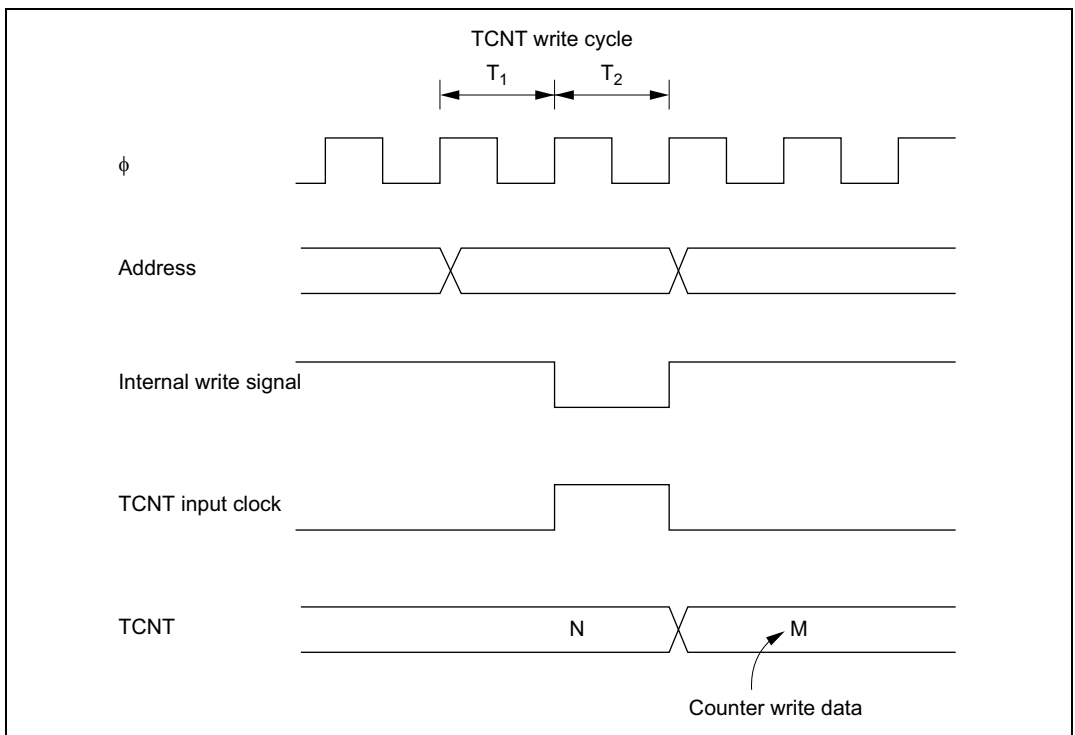 TCNT write cycle
T1 T2
ϕ
Address
Internal write signal
TCNT input clock
TCNT
N
M
Counter write data